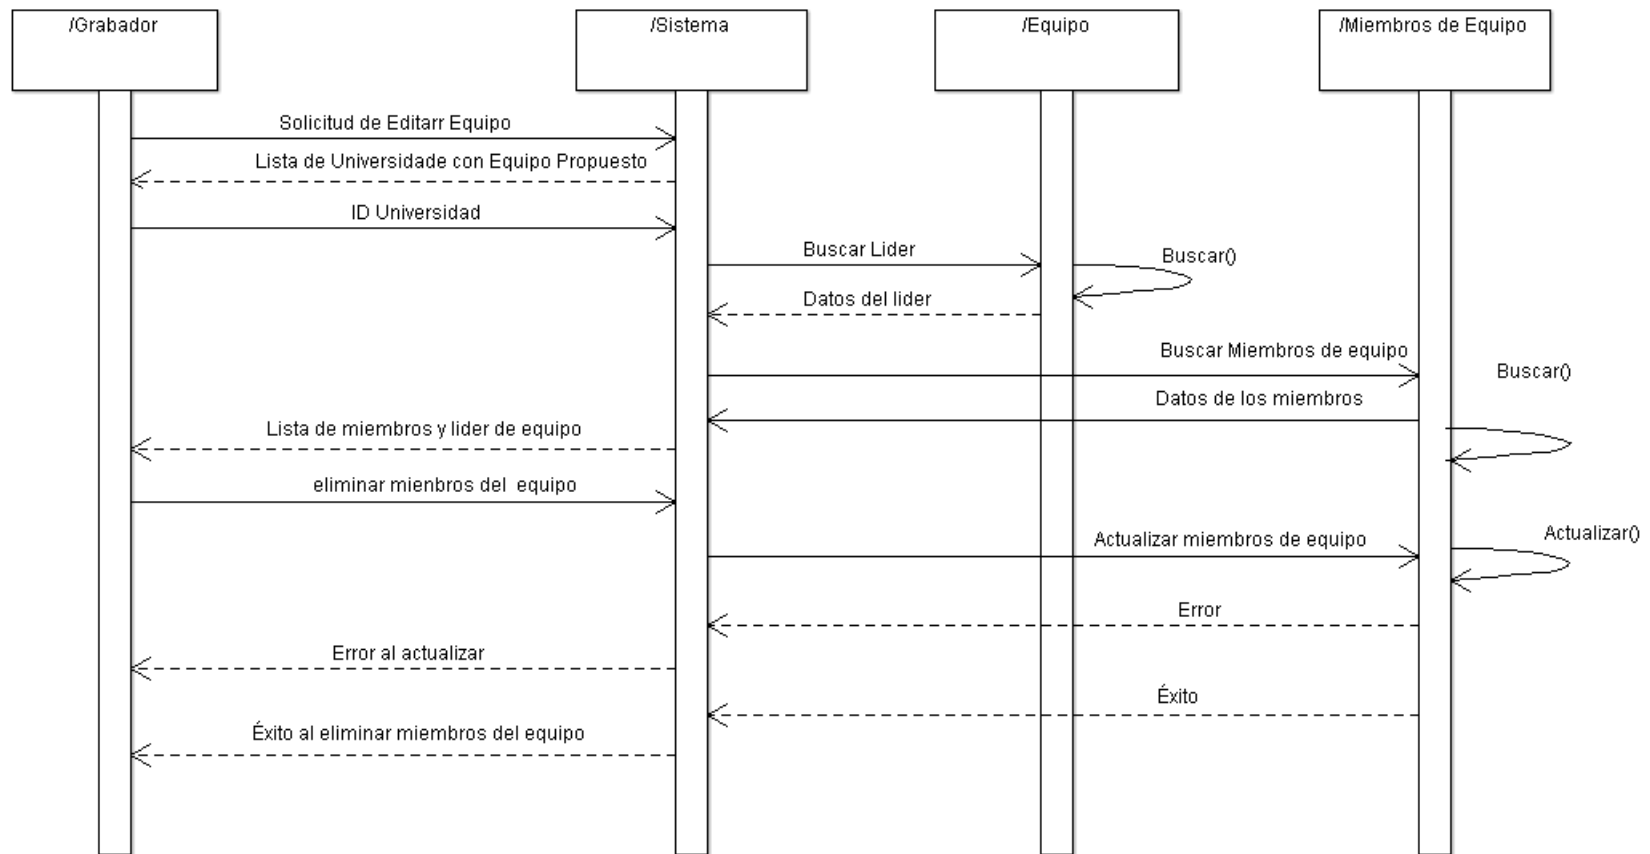 /Grabador
/Sistema
/Equipo
/Miembros de Equipo
Solicitud de Editarr Equipo
Lista de Universidade con Equipo Propuesto
ID Universidad
Buscar Lider
Buscar()
Datos del lider
Buscar Miembros de equipo
Buscar()
Datos de los miembros
Lista de miembros y lider de equipo
eliminar mienbros del equipo
Actualizar miembros de equipo
Actualizar()
Error
Error al actualizar
Éxito
Éxito al eliminar miembros del equipo